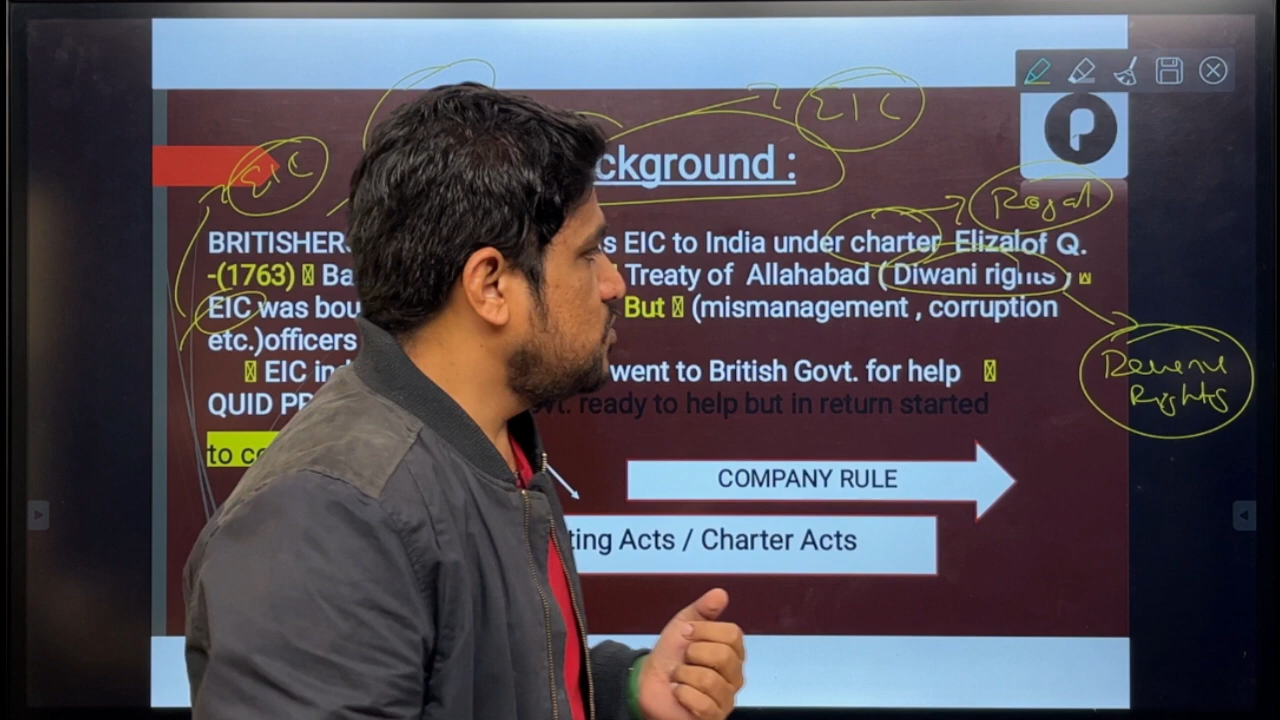 EIC
EIC
ckground :
Royal
BRITISHER s EIC to India under charter Elizalof Q.
-(1763) Ba Treaty of Allahabad (Diwani rights)
EIC was bou But (mismanagement , corruption
etc.)officers
EIC in went to British Govt. for help
QUID PR vt. ready to help but in return started
to co
Revenue
Rights
COMPANY RULE
ting Acts / Charter Acts